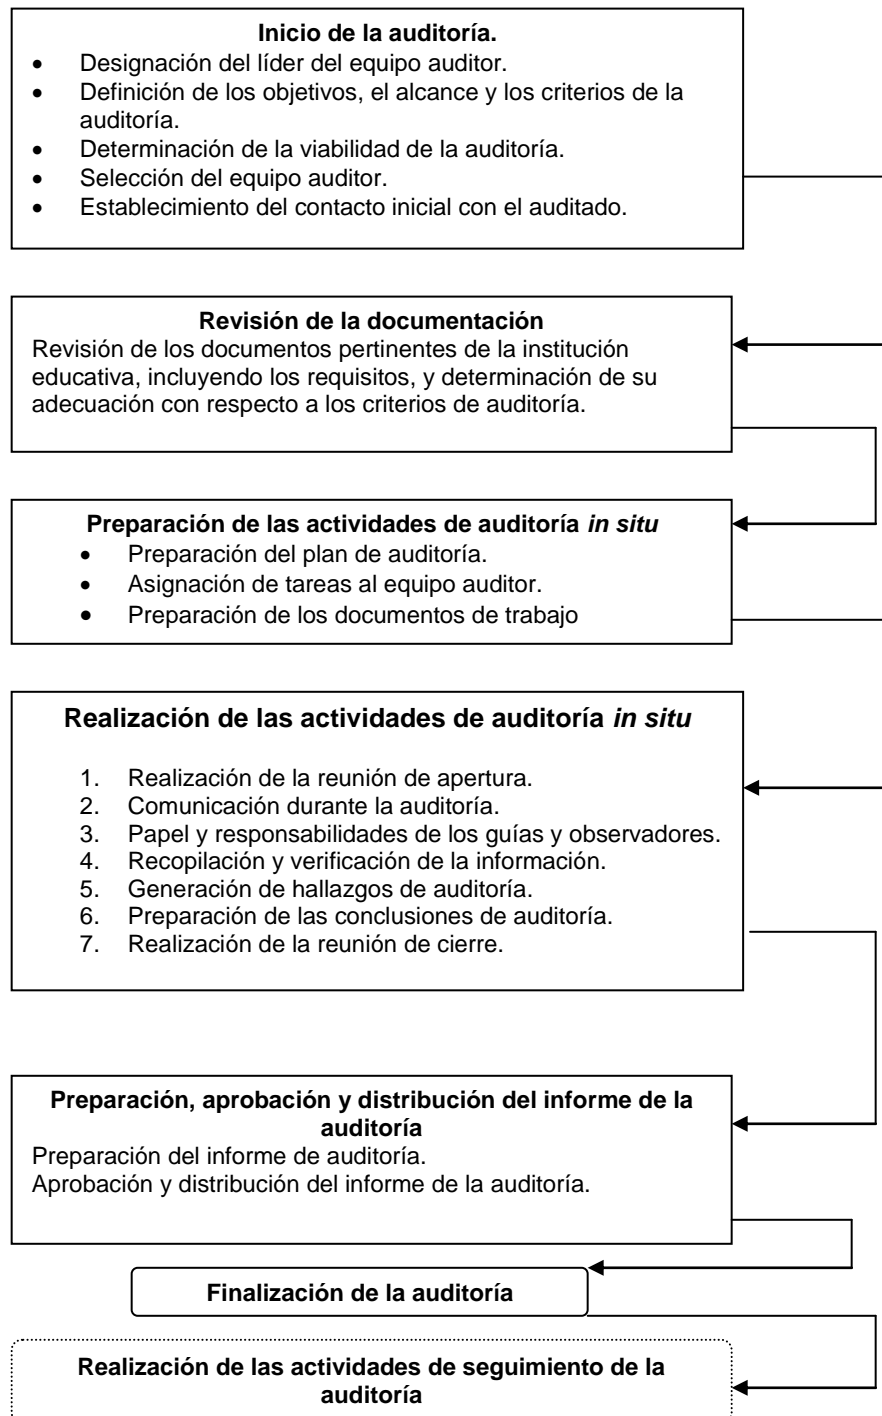 Inicio de la auditoría.
• Designación del líder del equipo auditor.
• Definición de los objetivos, el alcance y los criterios de la
auditoría.
• Determinación de la viabilidad de la auditoría.
• Selección del equipo auditor.
• Establecimiento del contacto inicial con el auditado.
Revisión de la documentación
Revisión de los documentos pertinentes de la institución
educativa, incluyendo los requisitos, y determinación de su
adecuación con respecto a los criterios de auditoría.
Preparación de las actividades de auditoría in situ
• Preparación del plan de auditoría.
• Asignación de tareas al equipo auditor.
• Preparación de los documentos de trabajo
Realización de las actividades de auditoría in situ
1. Realización de la reunión de apertura.
2. Comunicación durante la auditoría.
3. Papel y responsabilidades de los guías y observadores.
4. Recopilación y verificación de la información.
5. Generación de hallazgos de auditoría.
6. Preparación de las conclusiones de auditoría.
7. Realización de la reunión de cierre.
Preparación, aprobación y distribución del informe de la
auditoría
Preparación del informe de auditoría.
Aprobación y distribución del informe de la auditoría.
Finalización de la auditoría
Realización de las actividades de seguimiento de la
auditoría